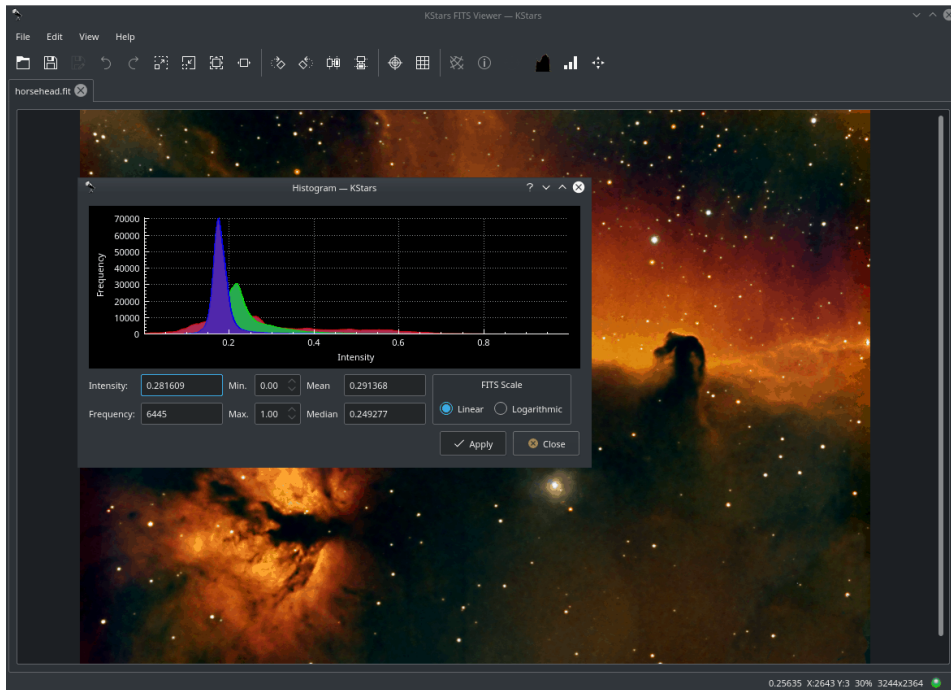 KStars FITS Viewer — KStars
File Edit View Help
horsehead.fit
Histogram — KStars
70000
60000
50000
40000
30000
20000
10000
0
Frequency
0.2 0.4 0.6 0.8
Intensity
Intensity: 0.281609 Min. 0.00 Mean 0.291368 FITS Scale
Frequency: 6445 Max. 1.00 Median 0.249277 Linear Logarithmic
Apply Close
0.25635 X:2643 Y:3 30% 3244x2364